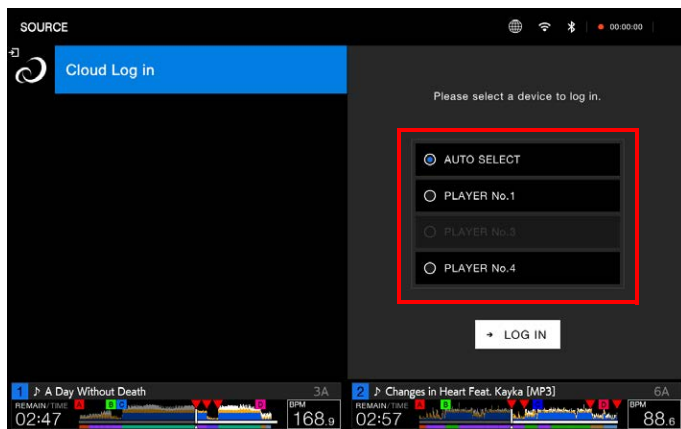 SOURCE
00:00:00
Cloud Log in
Please select a device to log in.
AUTO SELECT
PLAYER No.1
PLAYER No.3
PLAYER No.4
LOG IN
1 A Day Without Death 3A
A B C D
REMAIN/TIME BPM
02:47 168.9
2 Changes in Heart Feat. Kayka [MP3] 6A
A B D
REMAIN/TIME BPM
02:57 88.6